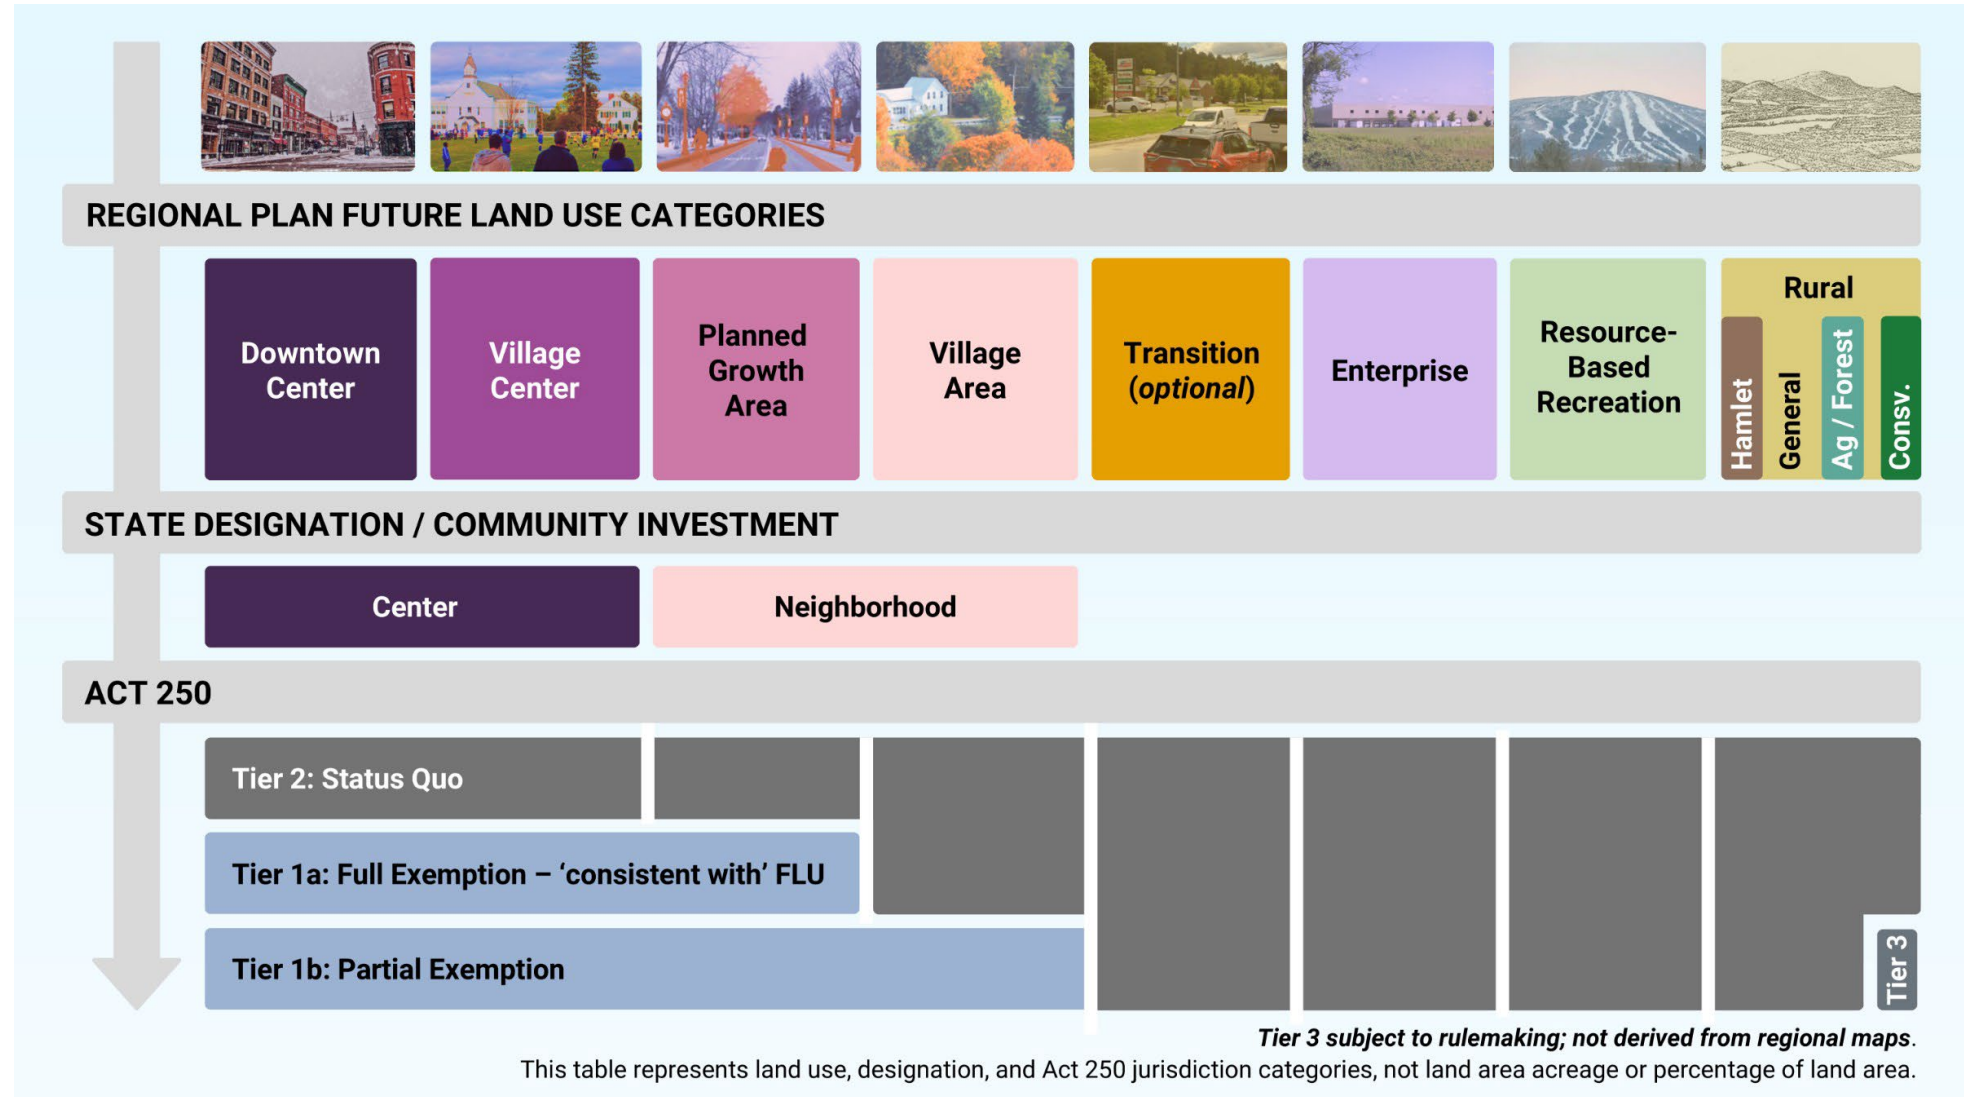 REGIONAL PLAN FUTURE LAND USE CATEGORIES
Downtown
Center
Village
Center
Planned
Growth
Area
Village
Area
Transition
(optional)
Enterprise
Resource-
Based
Recreation
Rural
Hamlet
General
Ag / Forest
Consv.
STATE DESIGNATION / COMMUNITY INVESTMENT
Center
Neighborhood
ACT 250
Tier 2: Status Quo
Tier 1a: Full Exemption – ‘consistent with’ FLU
Tier 1b: Partial Exemption
Tier 3
Tier 3 subject to rulemaking; not derived from regional maps.
This table represents land use, designation, and Act 250 jurisdiction categories, not land area acreage or percentage of land area.